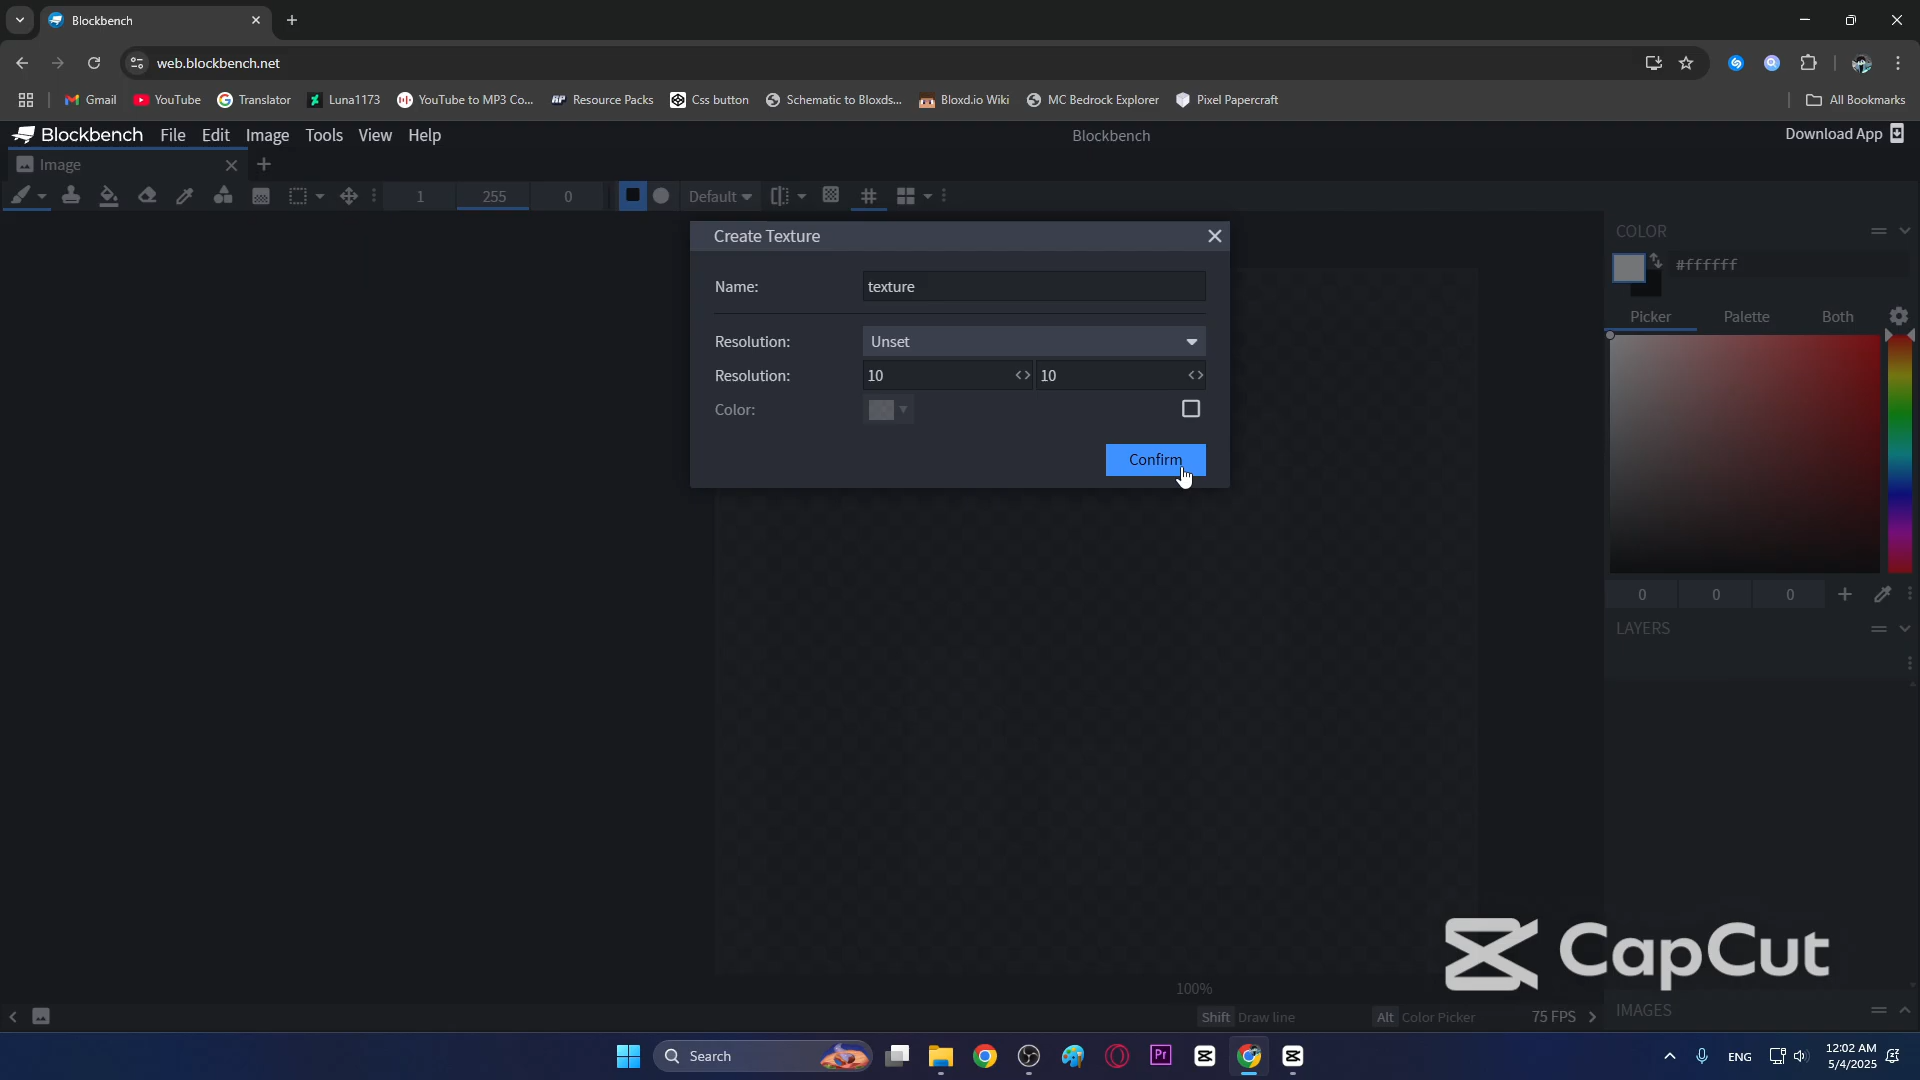 Blockbench
web.blockbench.net
Gmail YouTube Translator Luna1173 YouTube to MP3 Co... Resource Packs Css button Schematic to Bloxds... Bloxd.io Wiki MC Bedrock Explorer Pixel Papercraft All Bookmarks
Blockbench File Edit Image Tools View Help Blockbench Download App
Image
1 255 0 Default
Create Texture
COLOR
Name: texture
#ffffff
Picker Palette Both
Resolution: Unset
Resolution: 10 10
Color:
Confirm
0 0 0
LAYERS
CapCut
100%
IMAGES
Shift Draw line Alt Color Picker 75 FPS
Search Pr ENG 12:02 AM
5/4/2025